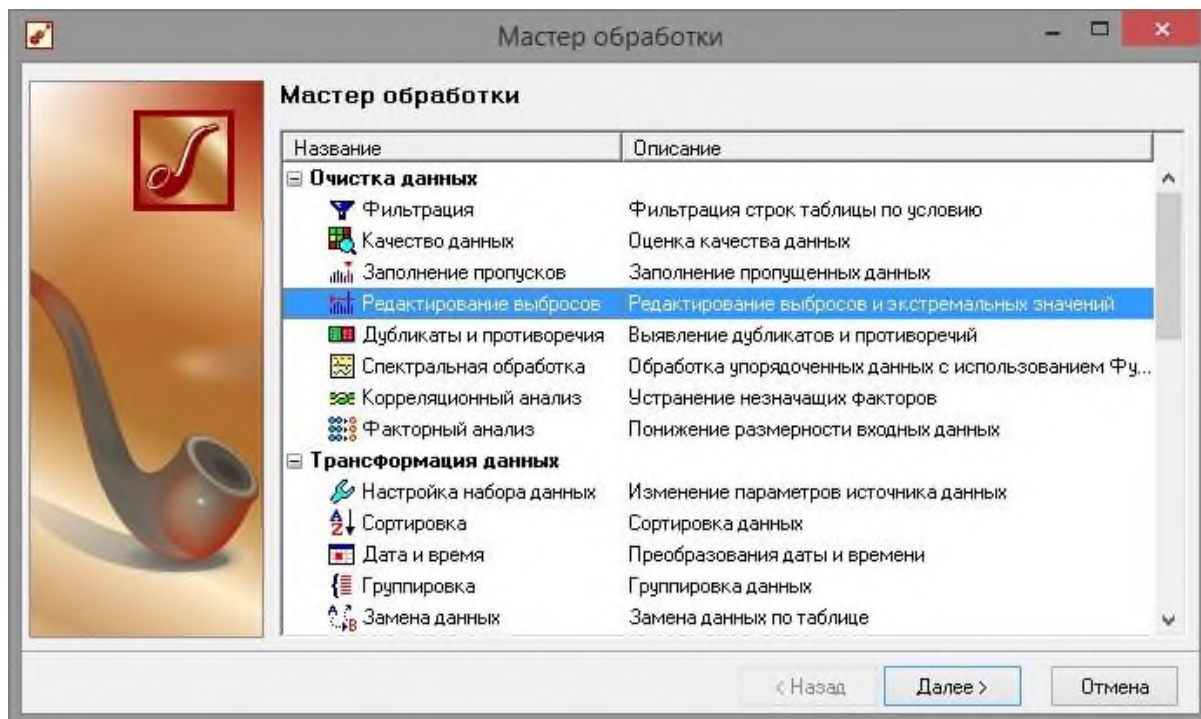 Мастер обработки
Мастер обработки
Название Описание
Очистка данных
Фильтрация Фильтрация строк таблицы по условию
Качество данных Оценка качества данных
Заполнение пропусков Заполнение пропущенных данных
Редактирование выбросов Редактирование выбросов и экстремальных значений
Дубликаты и противоречия Выявление дубликатов и противоречий
Спектральная обработка Обработка упорядоченных данных с использованием Фу...
Корреляционный анализ Устранение незначащих факторов
Факторный анализ Понижение размерности входных данных
Трансформация данных
Настройка набора данных Изменение параметров источника данных
Сортировка Сортировка данных
Дата и время Преобразования даты и времени
Группировка Группировка данных
Замена данных Замена данных по таблице
< Назад Далее > Отмена